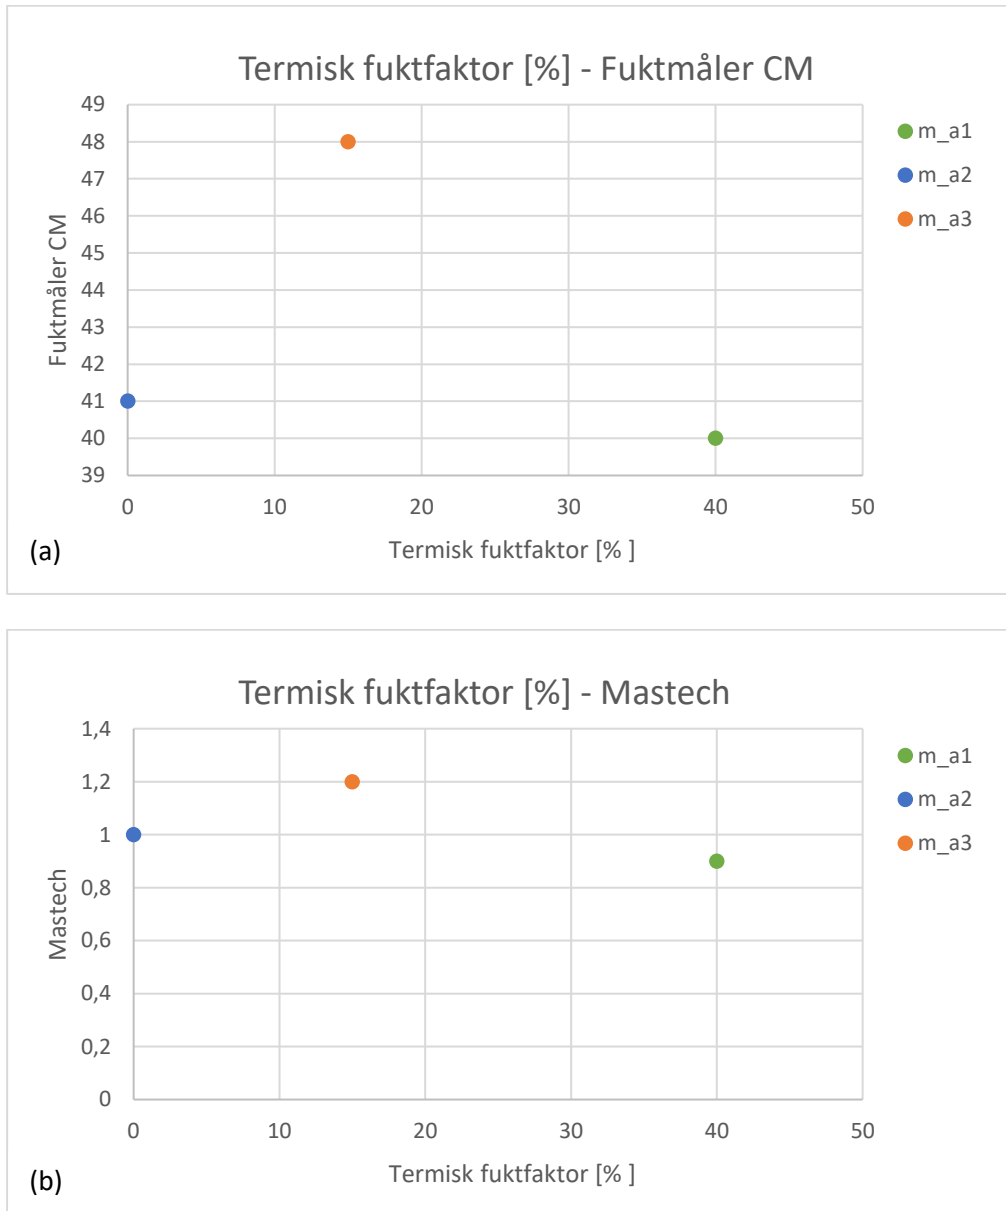 Termisk fuktfaktor [%] - Fuktmåler CM
49
48
47
46
45
44
43
42
41
40
39
Fuktmåler CM
0 10 20 30 40 50
Termisk fuktfaktor [% ]
m_a1
m_a2
m_a3
(a)
Termisk fuktfaktor [%] - Mastech
1,4
1,2
1
0,8
0,6
0,4
0,2
0
Mastech
0 10 20 30 40 50
Termisk fuktfaktor [% ]
m_a1
m_a2
m_a3
(b)